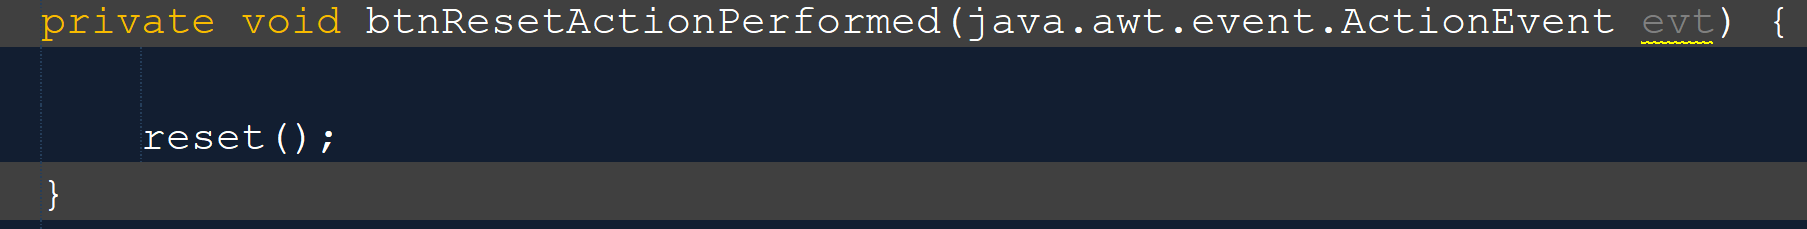 private void btnResetActionPerformed(java.awt.event.ActionEvent evt) {
reset();
}